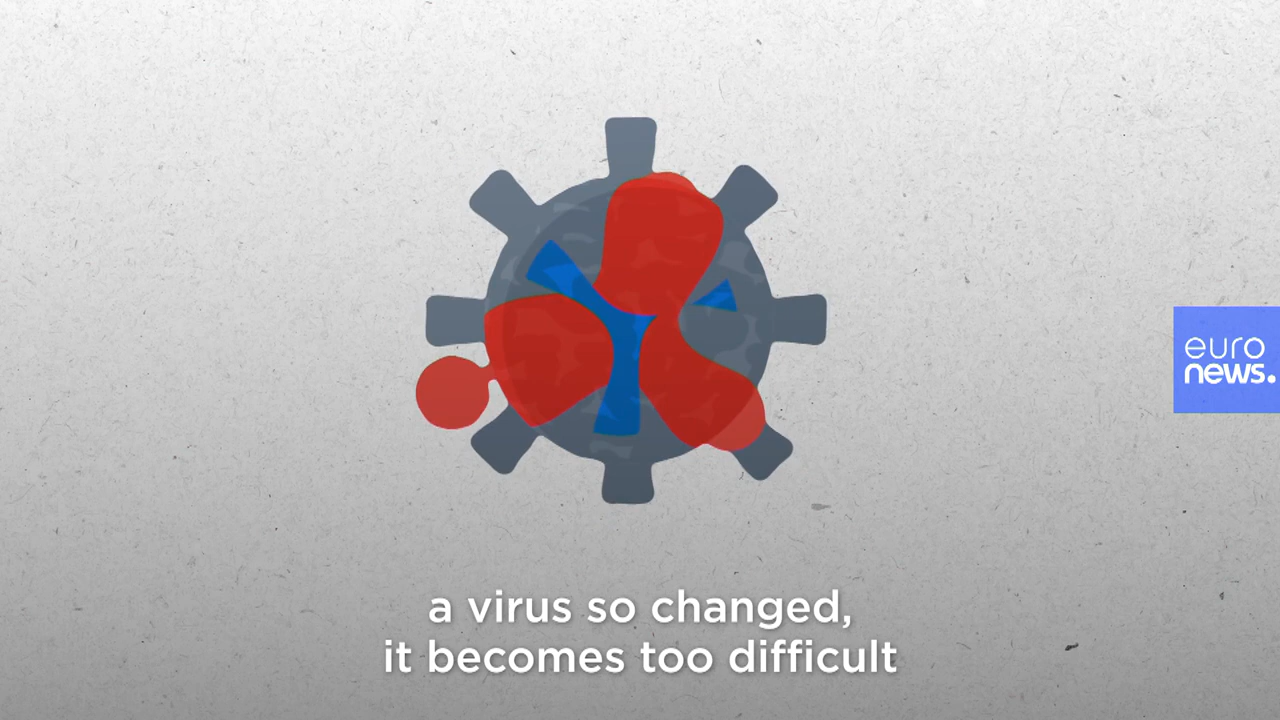 euro
news.
a virus so changed,
it becomes too difficult